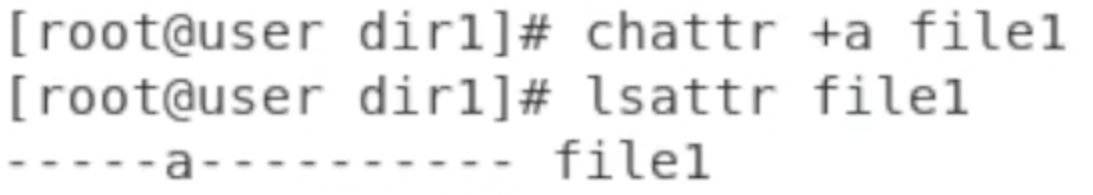 [root@user dir1]# chattr +a file1
[root@user dir1]# lsattr file1
-----a---------- file1